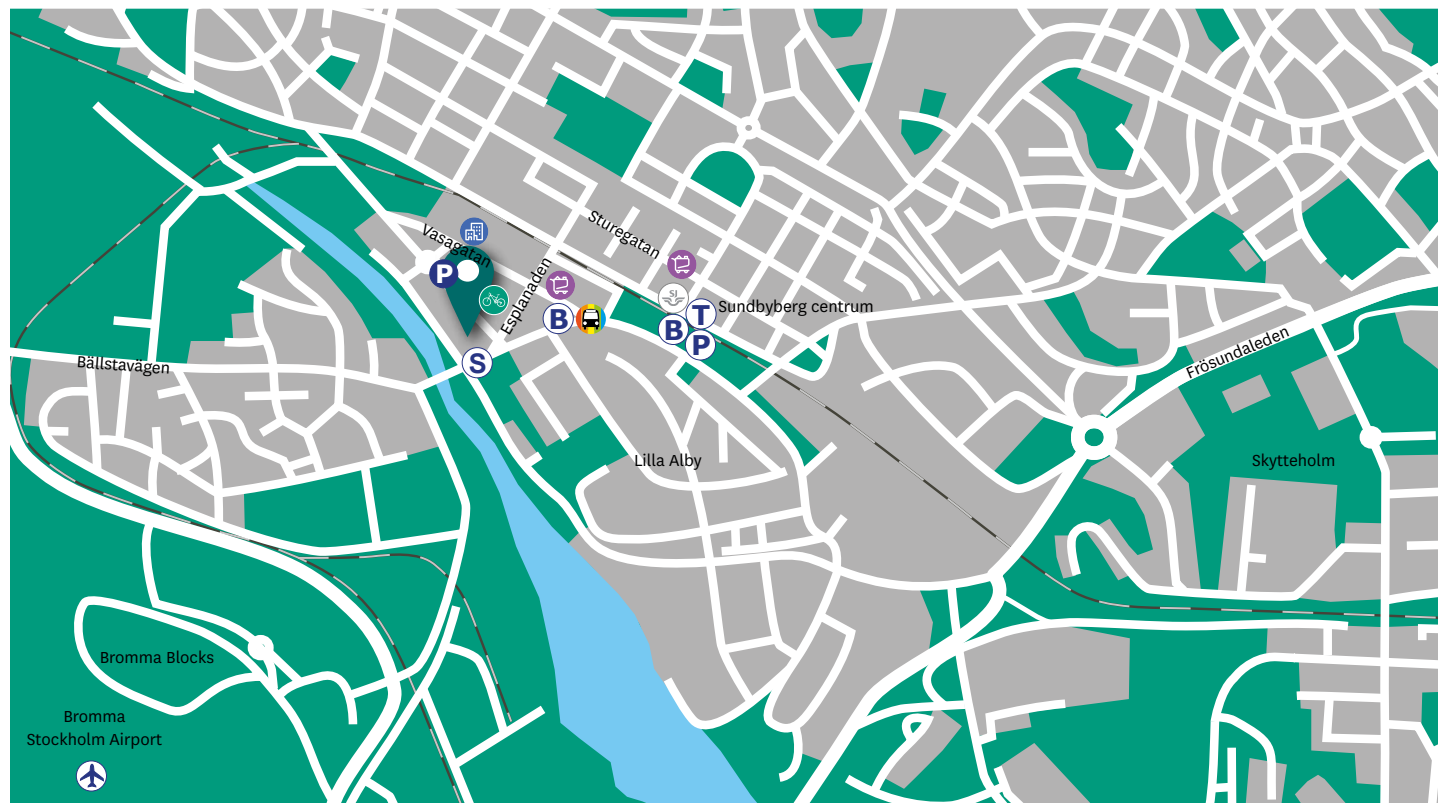 Sturegatan
Vasagatan
P
Esplanaden
SJ
B
T
Sundbyberg centrum
B
P
S
Frösundaleden
Bällstavägen
Lilla Alby
Skytteholm
Bromma Blocks
Bromma
Stockholm Airport